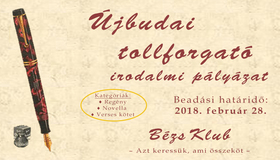 Újbudai
tollforgató
irodalmi pályázat
Kategóriák:
♦ Regény
♦ Novella
♦ Verses kötet
Beadási határidő:
2018. február 28.
Bézs Klub
- Azt keressük, ami összeköt -